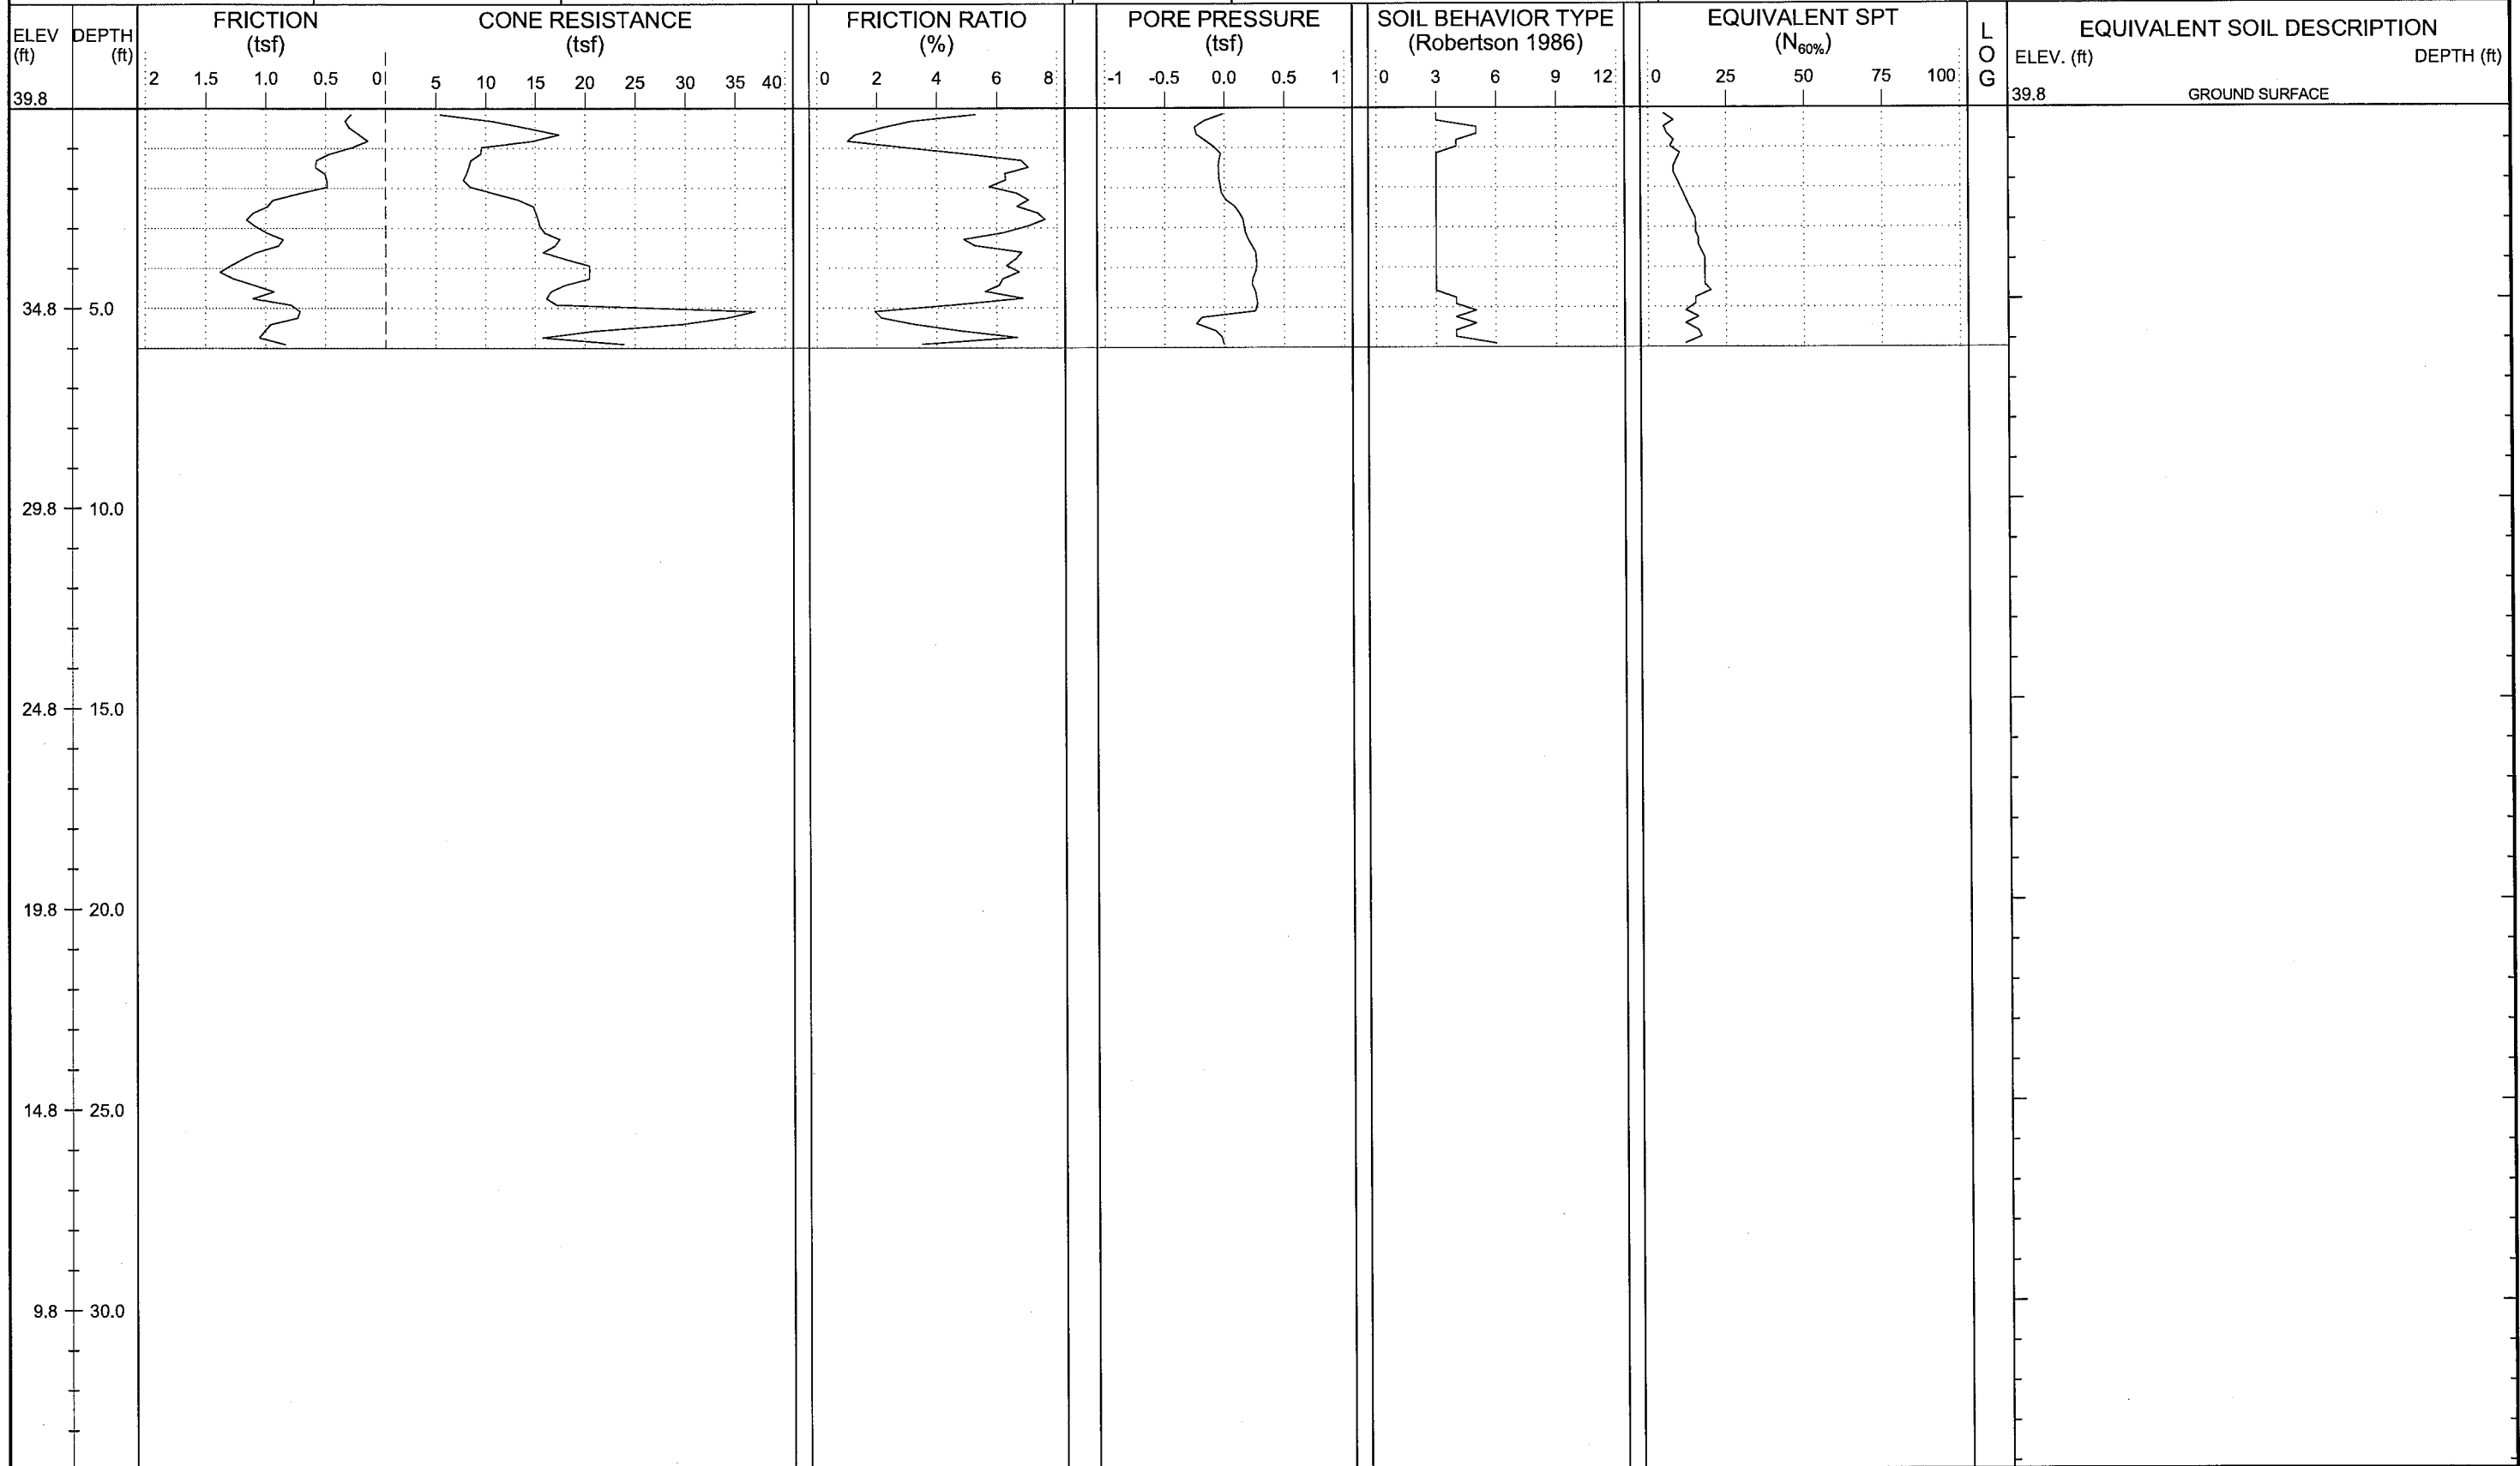 ELEV (ft)
DEPTH (ft)
FRICTION
(tsf)
CONE RESISTANCE
(tsf)
FRICTION RATIO
(%)
PORE PRESSURE
(tsf)
SOIL BEHAVIOR TYPE
(Robertson 1986)
EQUIVALENT SPT
(N60%)
LOG
EQUIVALENT SOIL DESCRIPTION
ELEV. (ft) DEPTH (ft)
2 1.5 1.0 0.5 0 5 10 15 20 25 30 35 40
0 2 4 6 8
-1 -0.5 0.0 0.5 1
0 3 6 9 12
0 25 50 75 100
39.8
39.8 GROUND SURFACE
34.8 5.0
29.8 10.0
24.8 15.0
19.8 20.0
14.8 25.0
9.8 30.0